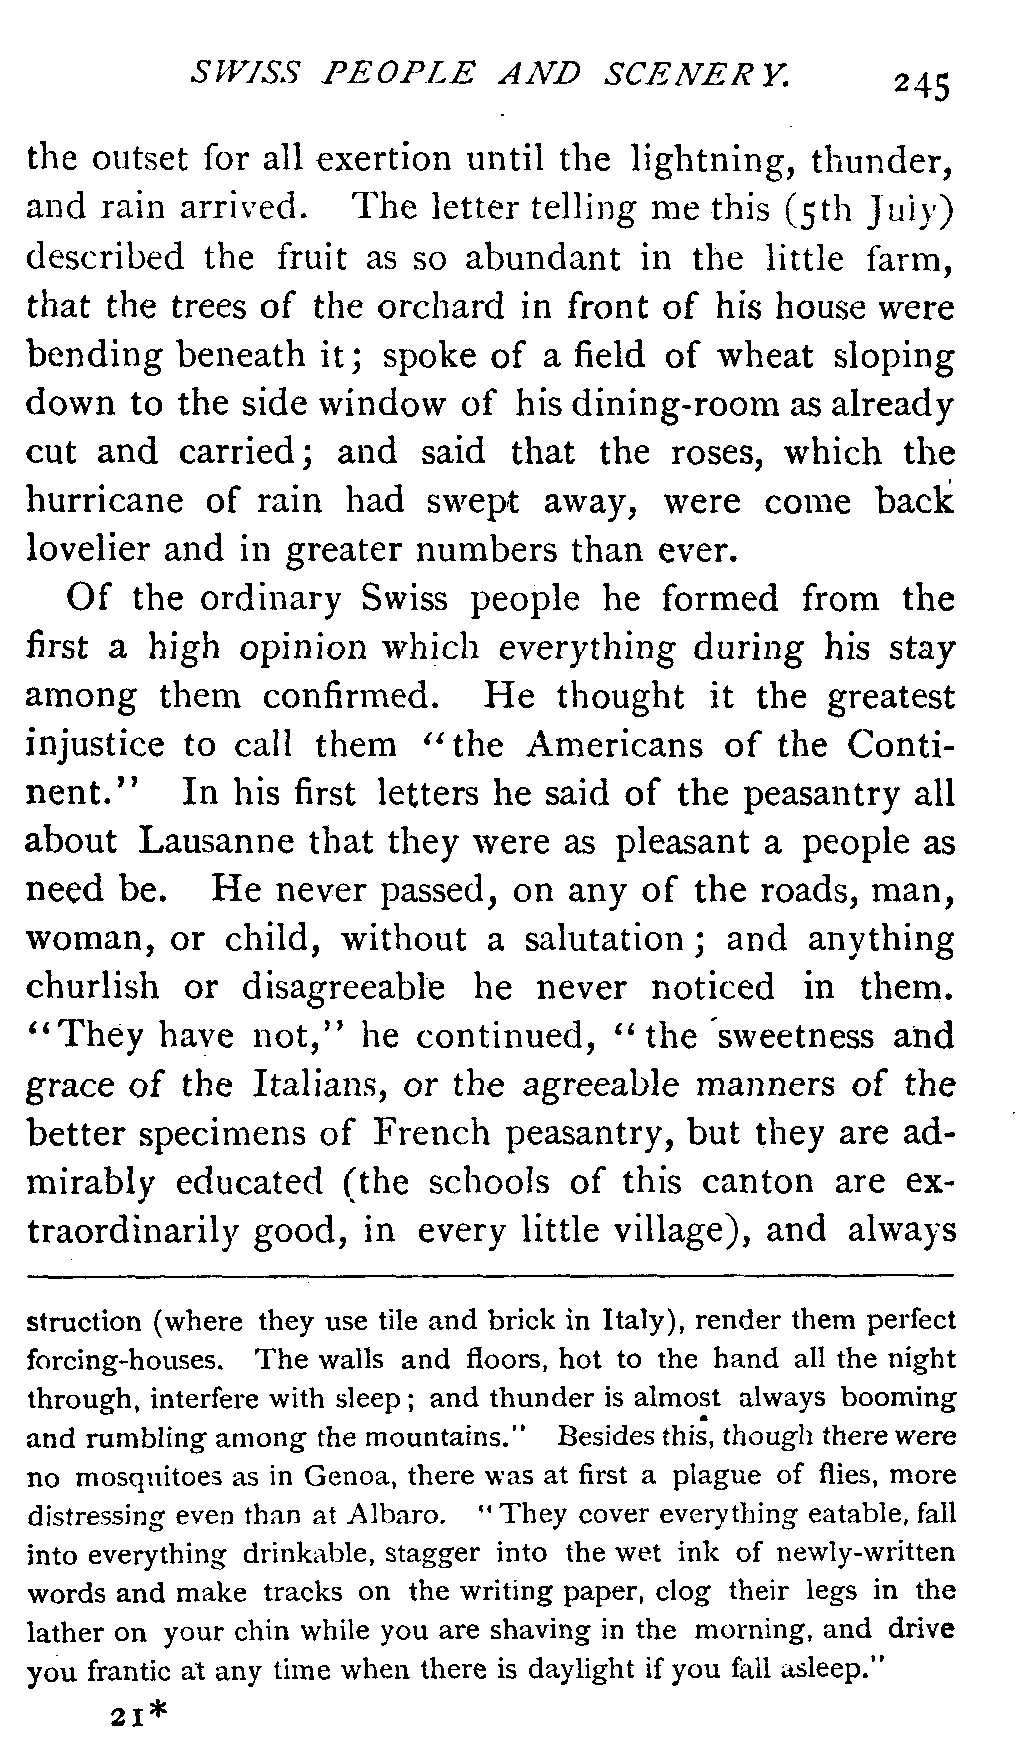 SWISS PEOPLE AND SCENERY. 245
the outset for all exertion until the lightning, thunder,
and rain arrived. The letter telling me this (5th July)
described the fruit as so abundant in the little farm,
that the trees of the orchard in front of his house were
bending beneath it; spoke of a field of wheat sloping
down to the side window of his dining-room as already
cut and carried; and said that the roses, which the
hurricane of rain had swept away, were come back
lovelier and in greater numbers than ever.
Of the ordinary Swiss people he formed from the
first a high opinion which everything during his stay
among them confirmed. He thought it the greatest
injustice to call them “the Americans of the Conti-
nent.” In his first letters he said of the peasantry all
about Lausanne that they were as pleasant a people as
need be. He never passed, on any of the roads, man,
woman, or child, without a salutation; and anything
churlish or disagreeable he never noticed in them.
“They have not,” he continued, “the sweetness and
grace of the Italians, or the agreeable manners of the
better specimens of French peasantry, but they are ad-
mirably educated (the schools of this canton are ex-
traordinarily good, in every little village), and always
struction (where they use tile and brick in Italy), render them perfect
forcing-houses. The walls and floors, hot to the hand all the night
through, interfere with sleep; and thunder is almost always booming
and rumbling among the mountains.” Besides this, though there were
no mosquitoes as in Genoa, there was at first a plague of flies, more
distressing even than at Albaro. “They cover everything eatable, fall
into everything drinkable, stagger into the wet ink of newly-written
words and make tracks on the writing paper, clog their legs in the
lather on your chin while you are shaving in the morning, and drive
you frantic at any time when there is daylight if you fall asleep.”
21*